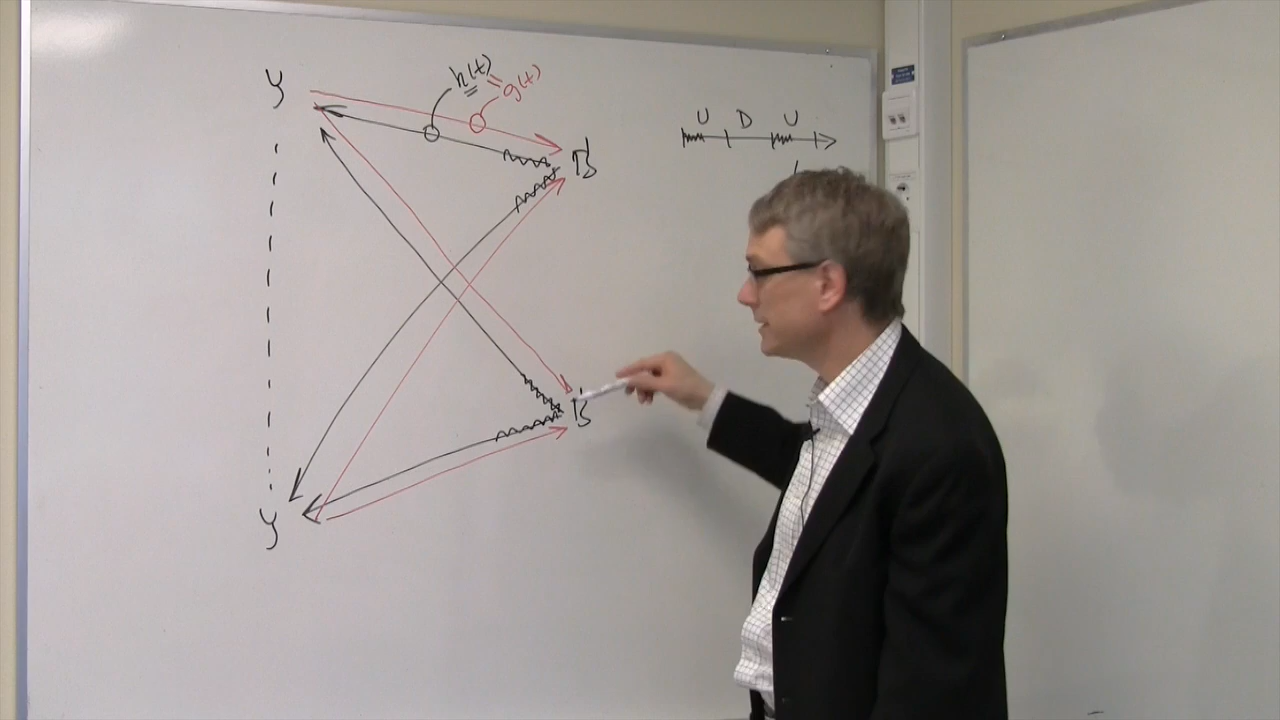 h(t) = g(t)
U D U